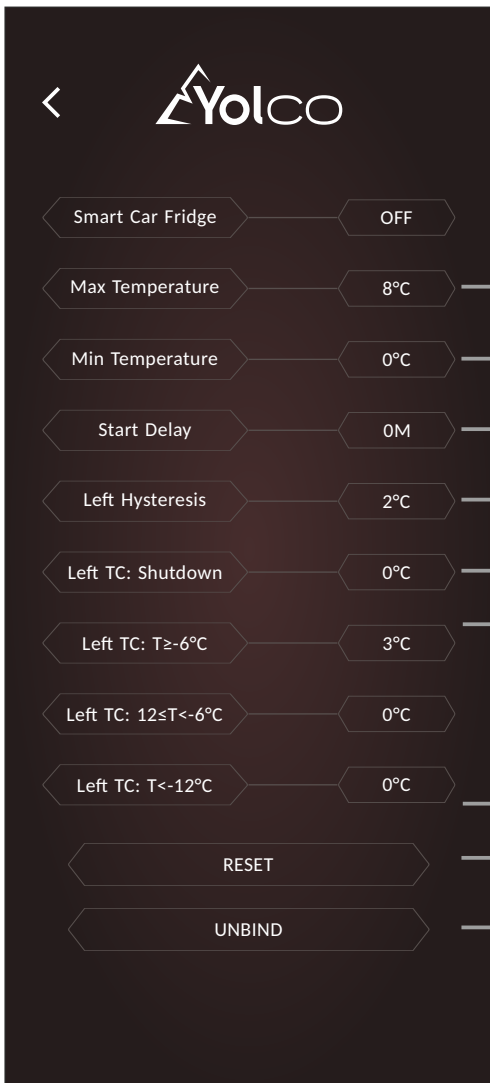 Yolco
Smart Car Fridge OFF
Max Temperature 8°C
Min Temperature 0°C
Start Delay 0M
Left Hysteresis 2°C
Left TC: Shutdown 0°C
Left TC: T≥-6°C 3°C
Left TC: 12≤T<-6°C 0°C
Left TC: T<-12°C 0°C
RESET
UNBIND